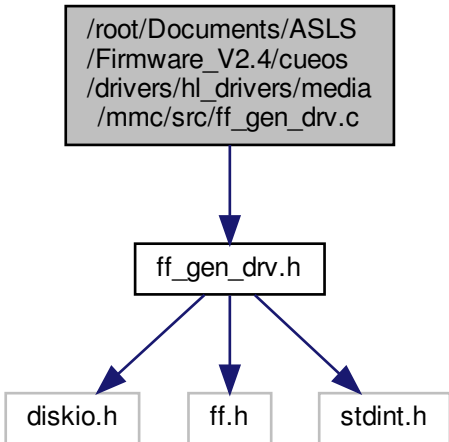 /root/Documents/ASLS
/Firmware_V2.4/cueos
/drivers/hl_drivers/media
/mmc/src/ff_gen_drv.c
ff_gen_drv.h
diskio.h
ff.h
stdint.h